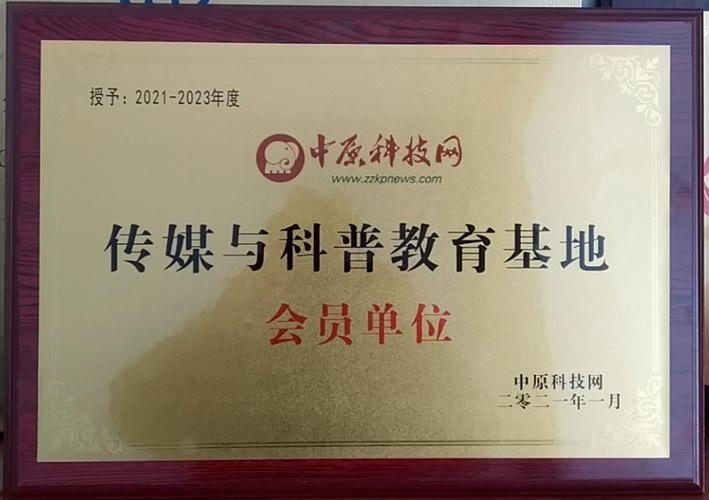 授予：2021-2023年度
中原科技网
www.zzkpnews.com
传媒与科普教育基地
会员单位
中原科技网
二零二一年一月